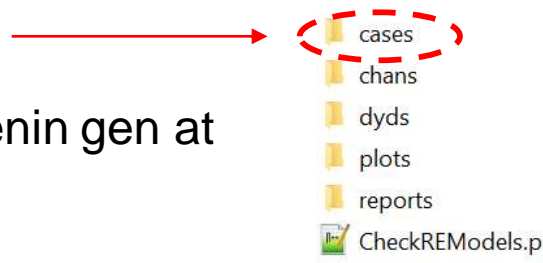 cases
chans
enin gen at
dyds
plots
reports
CheckREModels.p